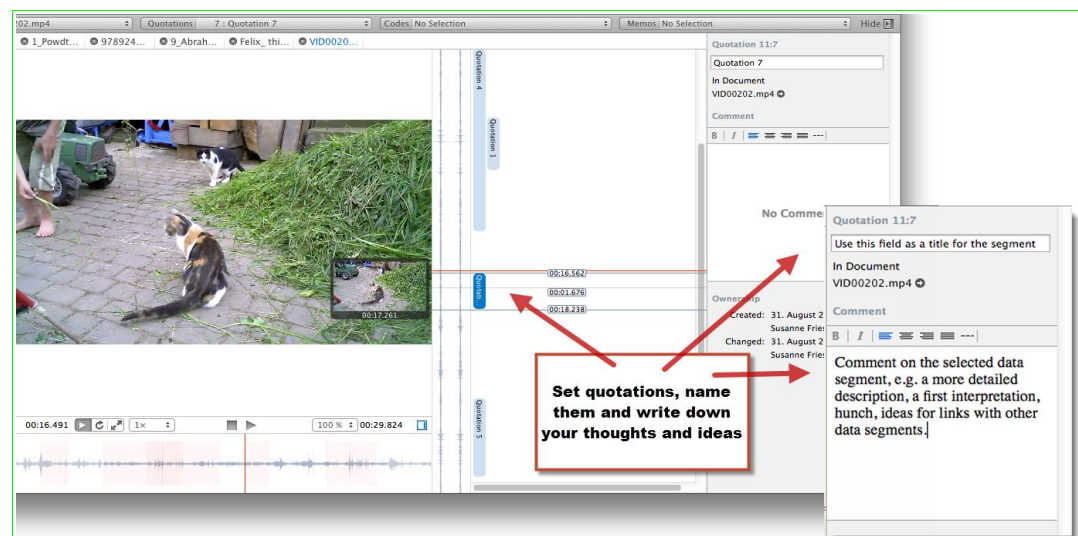 202.mp4 Quotations 7 : Quotation 7 Codes No Selection Memos No Selection Hide
1_Powdt... 978924... 9_Abrah... Felix_ thi... VID0020...
Quotation 4
Quotation 1
Quotati...
Quotation 5
00:16.562
00:01.676
00:18.238
00:17.261
00:16.491 1x 100 % 00:29.824
Quotation 11:7
Quotation 7
In Document
VID00202.mp4
Comment
B | I
No Comme
Ownership
Created: 31. August 2
Susanne Fries
Changed: 31. August 2
Susanne Fries
Set quotations, name
them and write down
your thoughts and ideas
Quotation 11:7
Use this field as a title for the segment
In Document
VID00202.mp4
Comment
B | I
Comment on the selected data
segment, e.g. a more detailed
description, a first interpretation,
hunch, ideas for links with other
data segments.